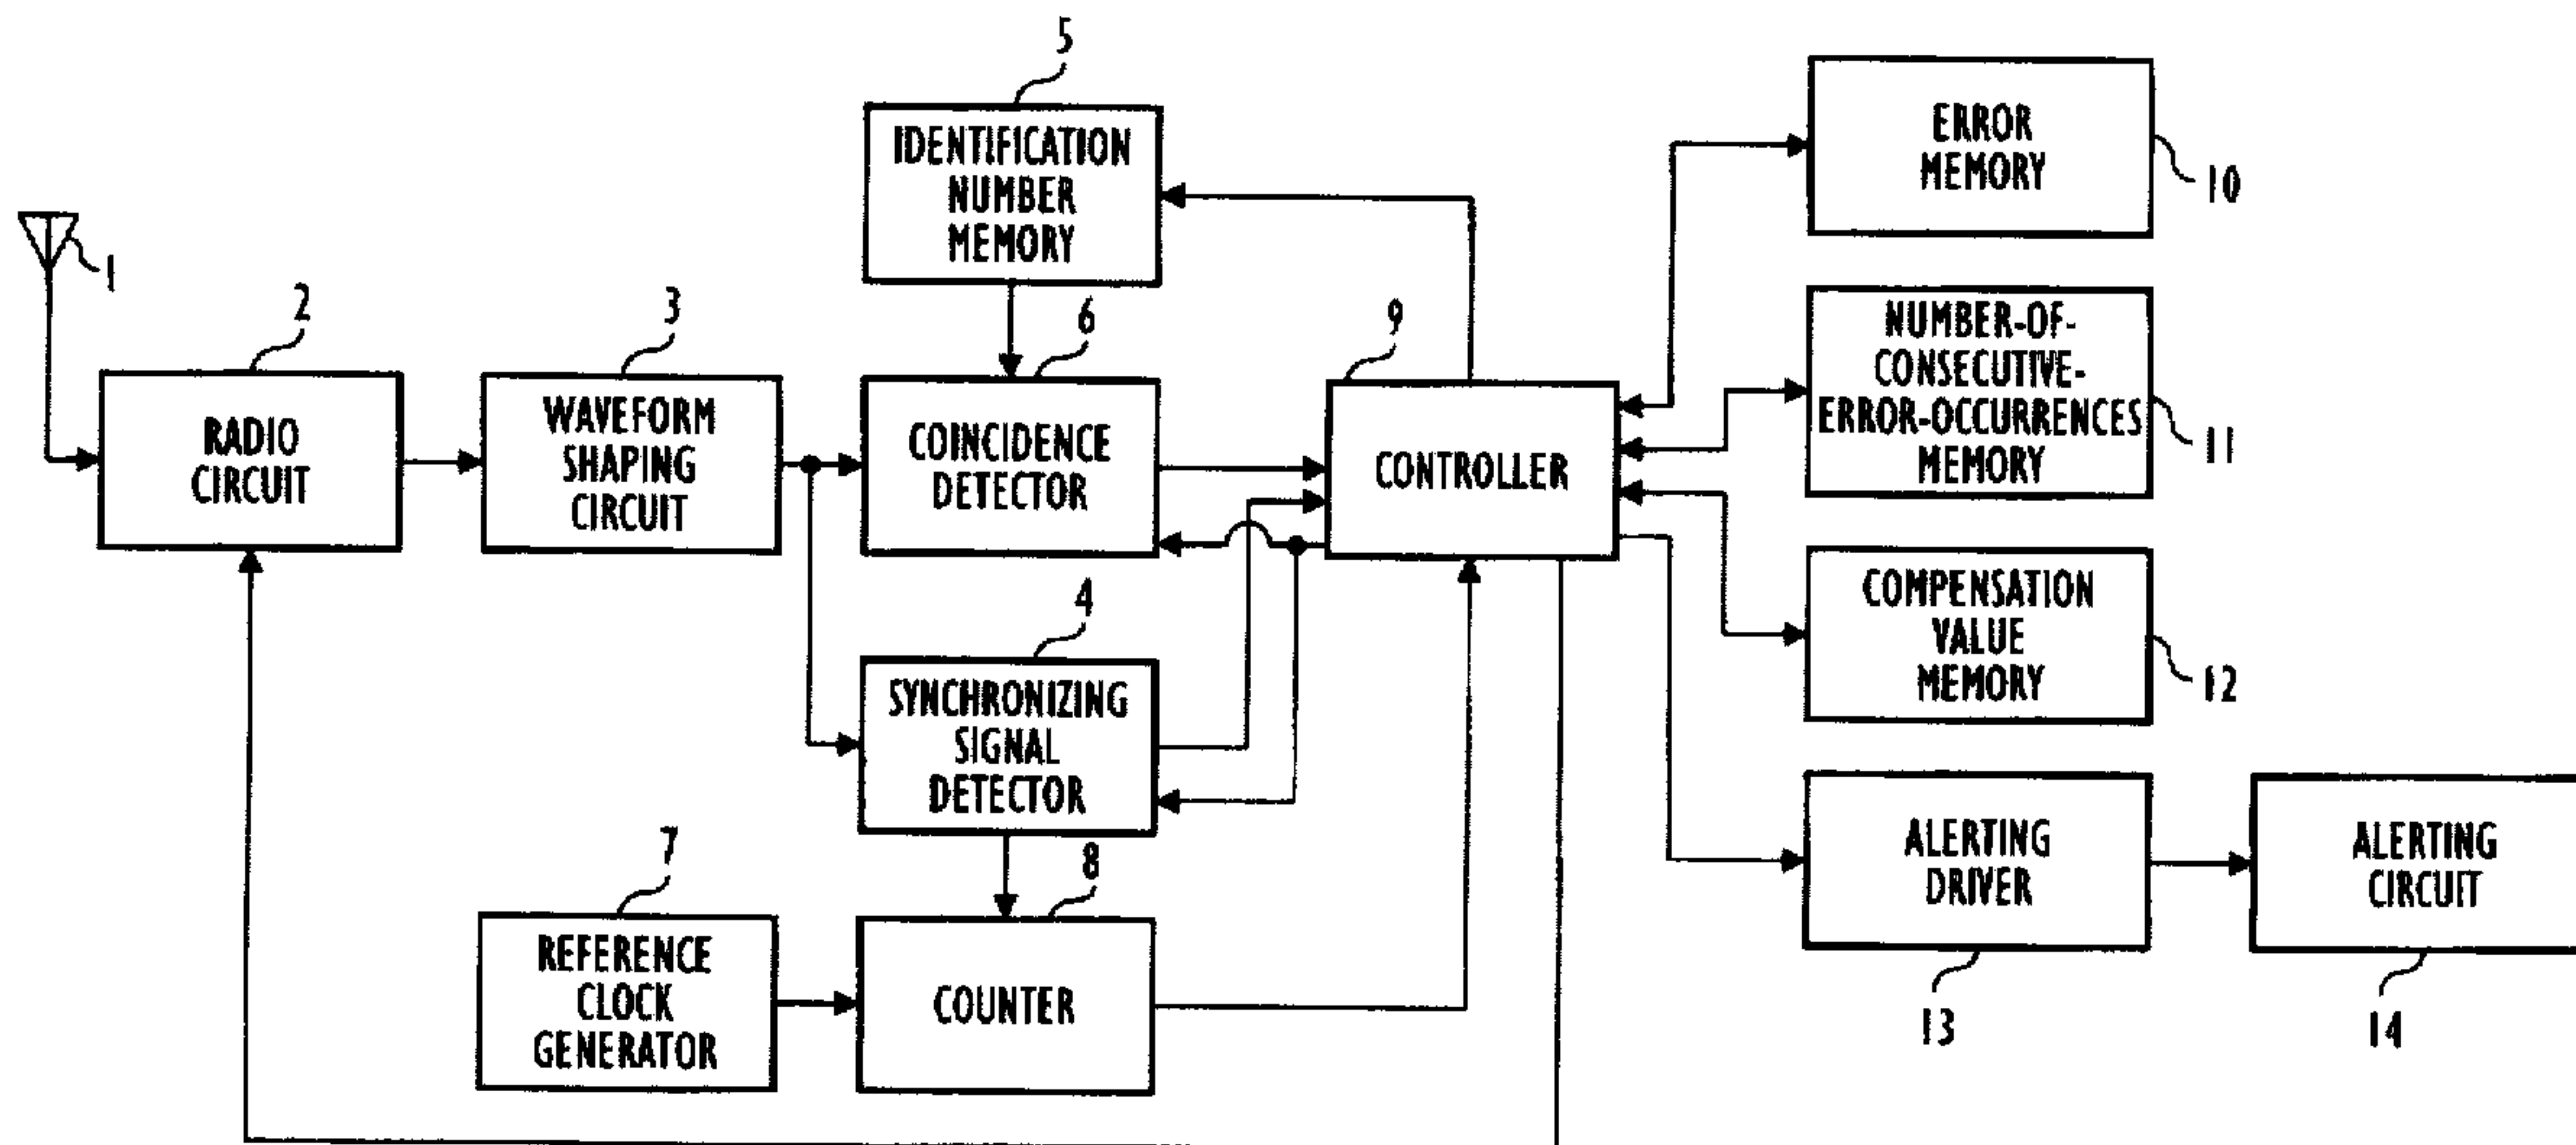 1
2
RADIO
CIRCUIT
3
WAVEFORM
SHAPING
CIRCUIT
5
IDENTIFICATION
NUMBER
MEMORY
6
COINCIDENCE
DETECTOR
4
SYNCHRONIZING
SIGNAL
DETECTOR
7
REFERENCE
CLOCK
GENERATOR
8
COUNTER
9
CONTROLLER
ERROR
MEMORY
10
NUMBER-OF-
CONSECUTIVE-
ERROR-OCCURRENCES
MEMORY
11
COMPENSATION
VALUE
MEMORY
12
ALERTING
DRIVER
13
ALERTING
CIRCUIT
14